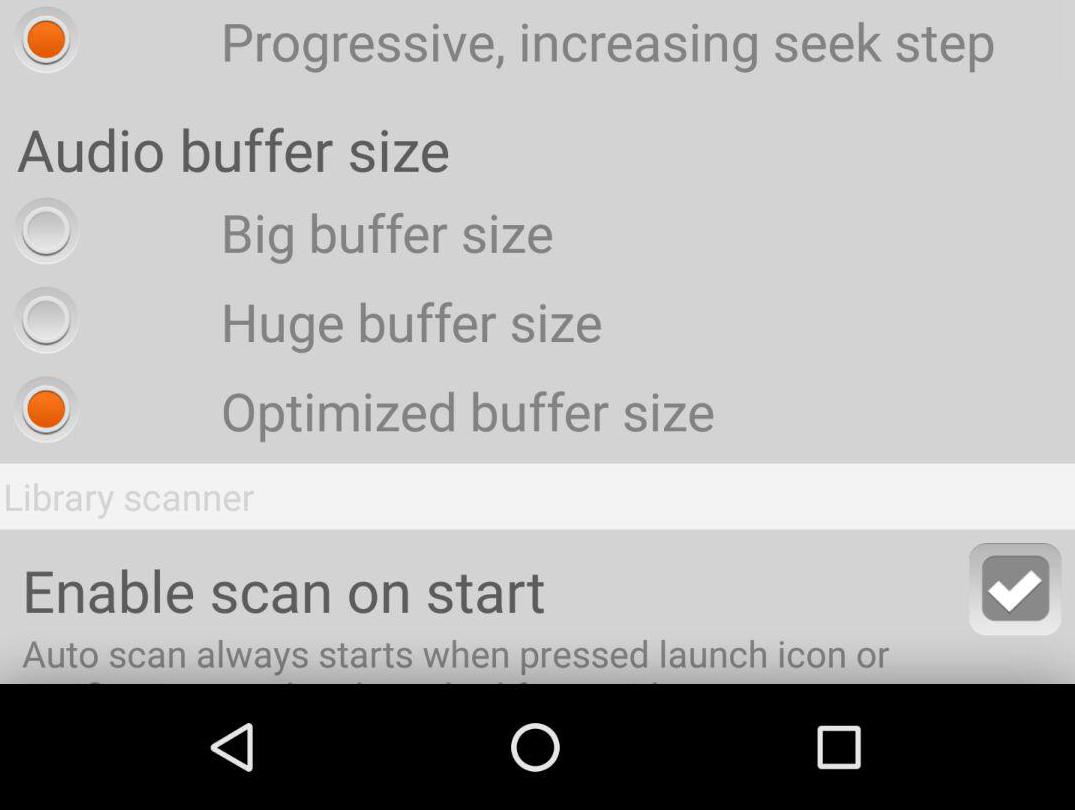 Progressive, increasing seek step
Audio buffer size
Big buffer size
Huge buffer size
Optimized buffer size
Library scanner
Enable scan on start
Auto scan always starts when pressed launch icon or